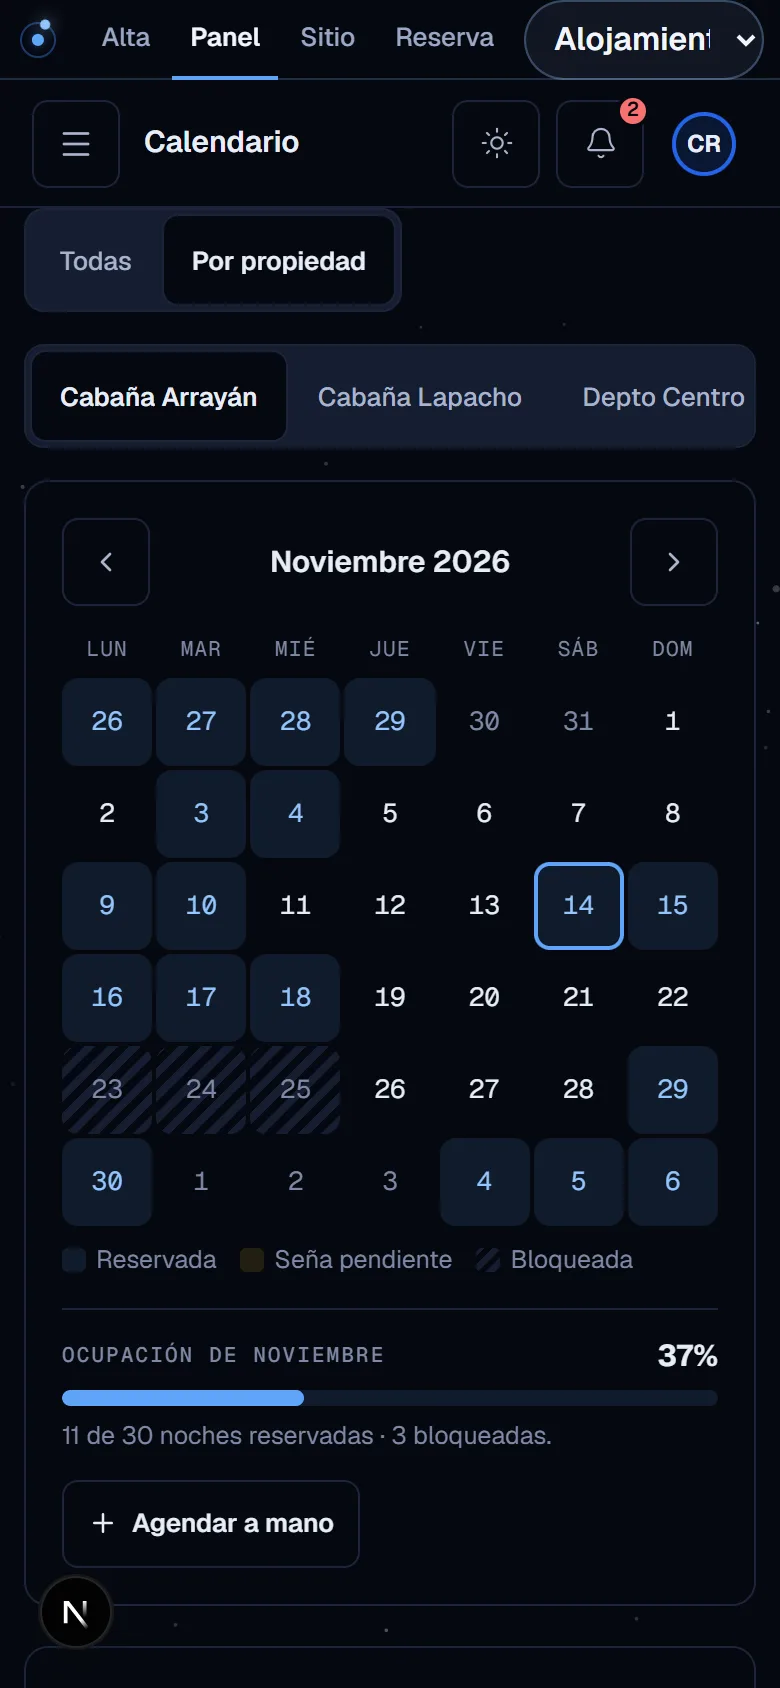 Alta Panel Sitio Reserva Alojamient
Calendario 2 CR
Todas Por propiedad
Cabaña Arrayán Cabaña Lapacho Depto Centro
Noviembre 2026
LUN MAR MIÉ JUE VIE SÁB DOM
26 27 28 29 30 31 1
2 3 4 5 6 7 8
9 10 11 12 13 14 15
16 17 18 19 20 21 22
23 24 25 26 27 28 29
30 1 2 3 4 5 6
Reservada Seña pendiente Bloqueada
OCUPACIÓN DE NOVIEMBRE 37%
11 de 30 noches reservadas · 3 bloqueadas.
+ Agendar a mano
N